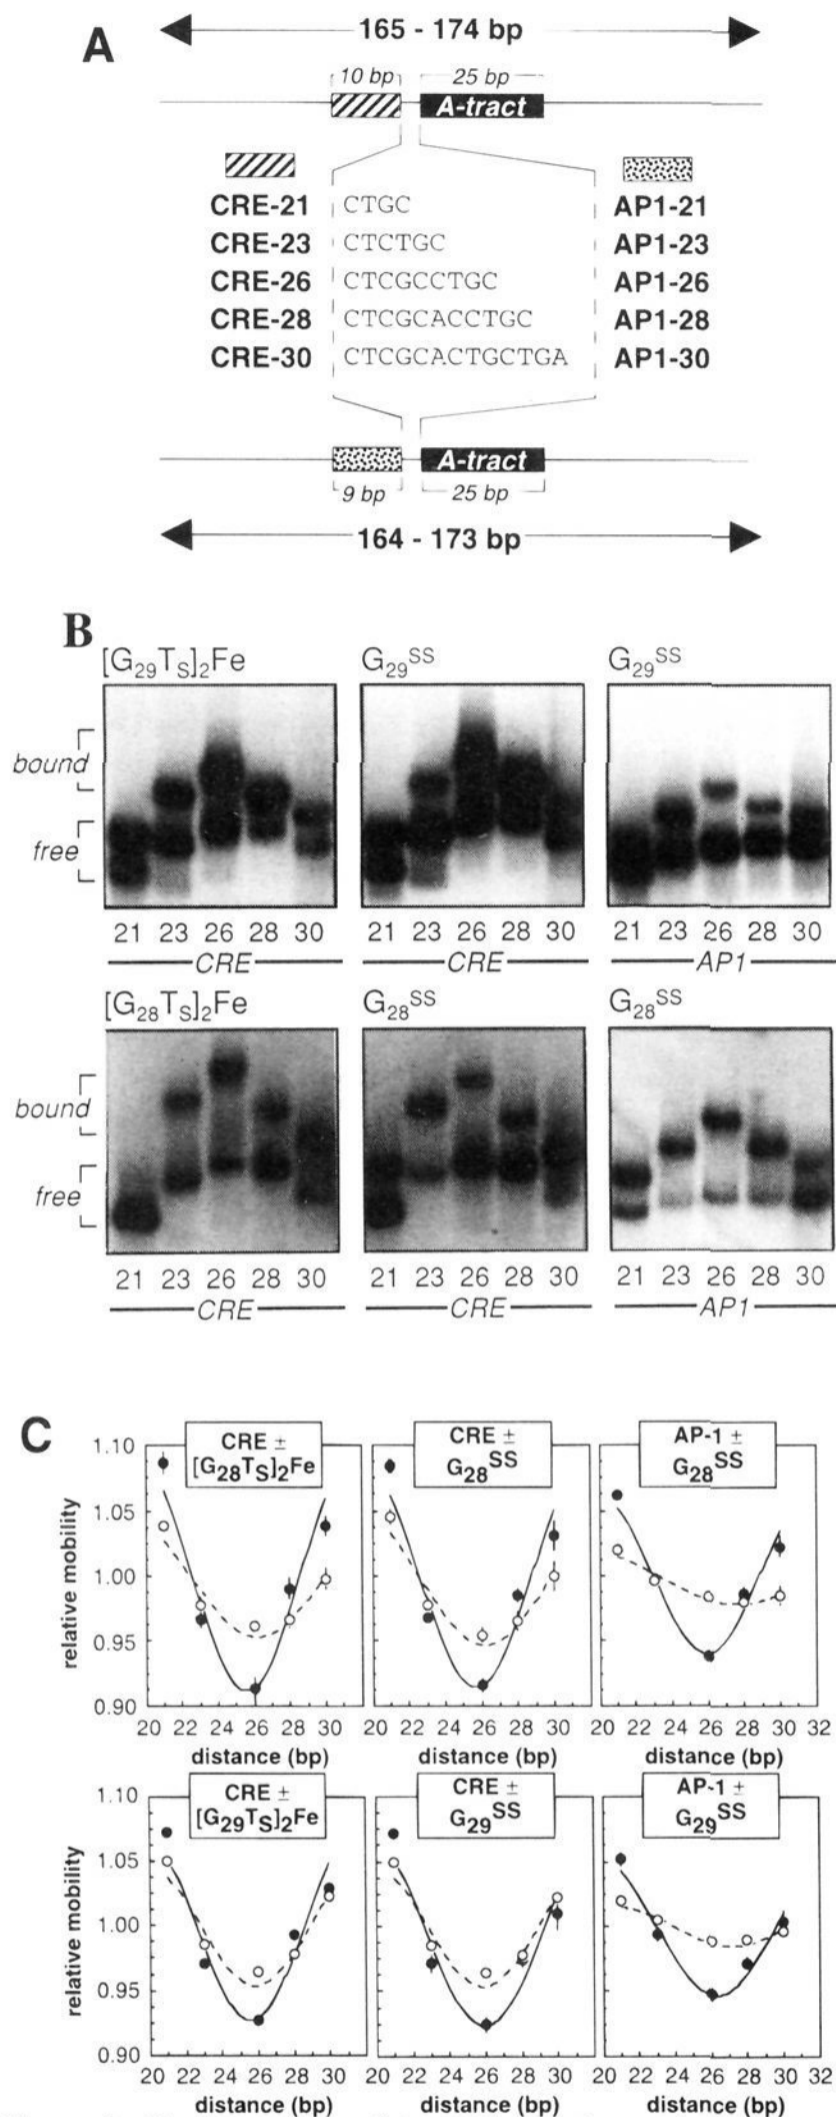 A
165 - 174 bp
10 bp 25 bp
A-tract
CRE-21 CTGC AP1-21
CRE-23 CTCTGC AP1-23
CRE-26 CTCGCCTGC AP1-26
CRE-28 CTCGCACCTGC AP1-28
CRE-30 CTCGCACTGCTGA AP1-30
A-tract
9 bp 25 bp
164 - 173 bp
B
[G29TS]2Fe G29SS G29SS
bound
free
21 23 26 28 30 21 23 26 28 30 21 23 26 28 30
CRE CRE AP1
[G28TS]2Fe G28SS G28SS
bound
free
21 23 26 28 30 21 23 26 28 30 21 23 26 28 30
CRE CRE AP1
C
CRE ± CRE ± AP-1 ±
[G28TS]2Fe G28SS G28SS
1.10
1.05
1.00
0.95
0.90
relative mobility
20 22 24 26 28 30 20 22 24 26 28 30 20 22 24 26 28 30 32
distance (bp) distance (bp) distance (bp)
CRE ± CRE ± AP-1 ±
[G29TS]2Fe G29SS G29SS
1.10
1.05
1.00
0.95
0.90
relative mobility
20 22 24 26 28 30 20 22 24 26 28 30 20 22 24 26 28 30 32
distance (bp) distance (bp) distance (bp)